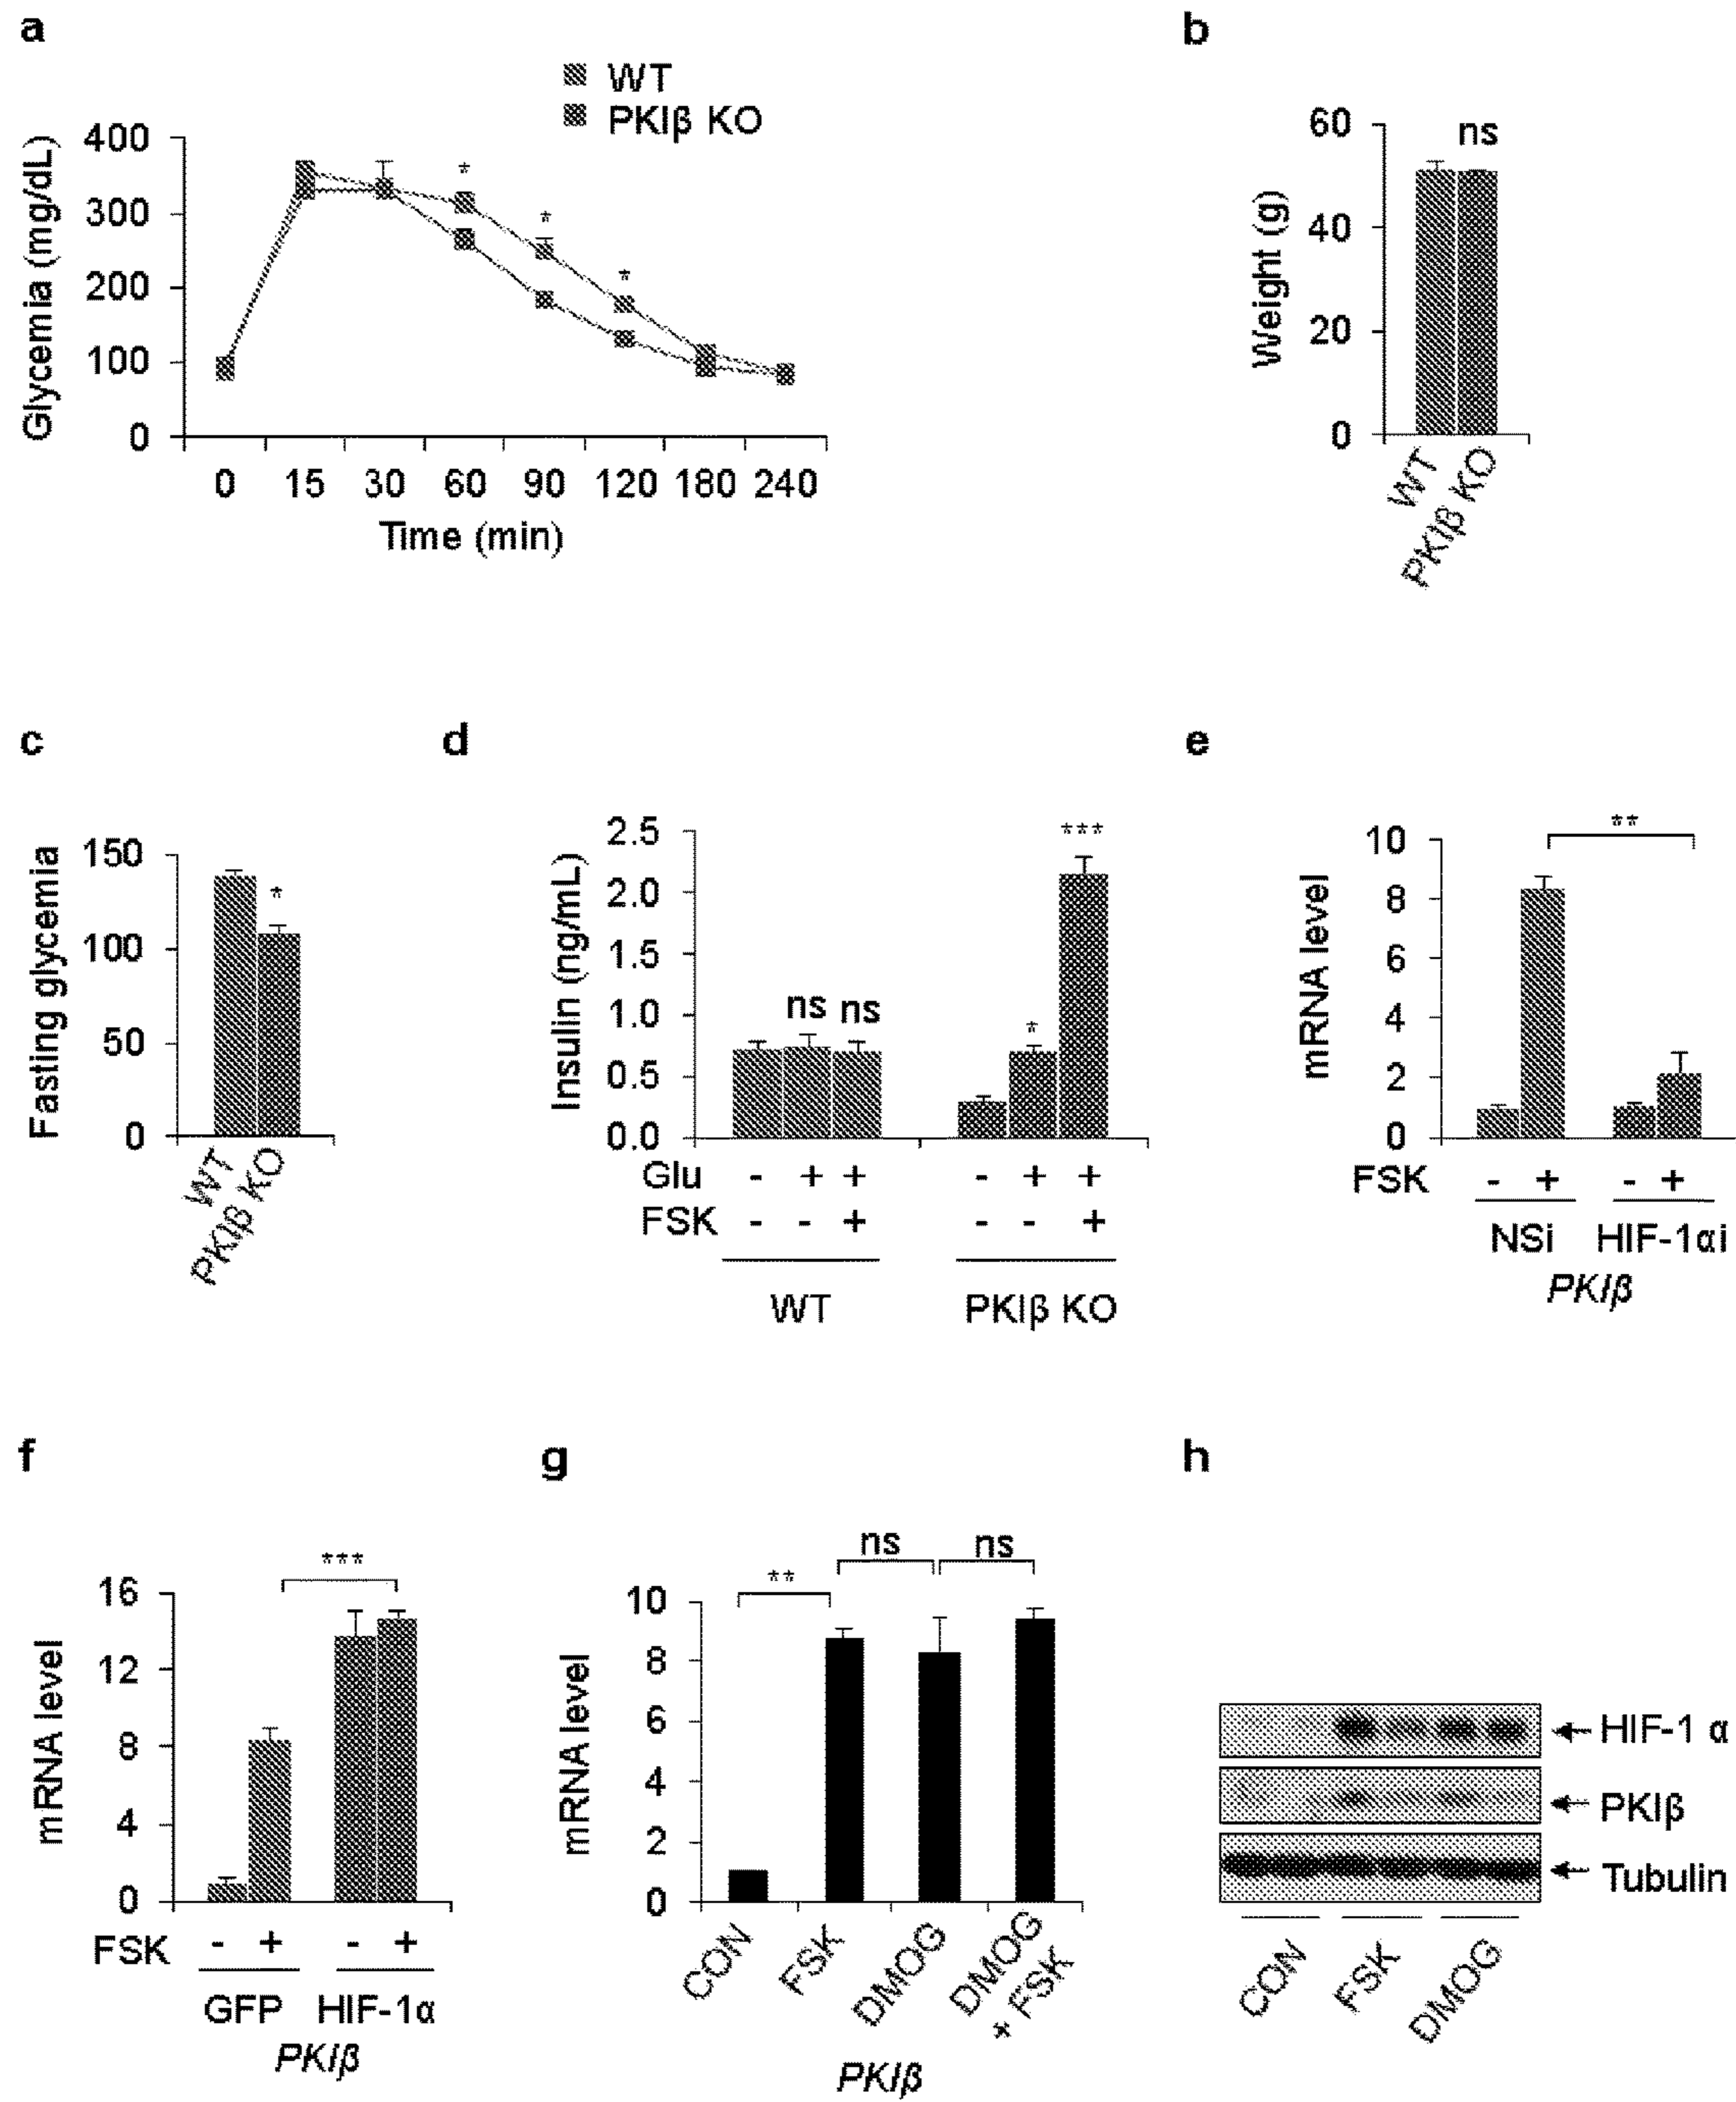 a
WT
PKIβ KO
Glycemia (mg/dL)
400
300
200
100
0
* * *
0 15 30 60 90 120 180 240
Time (min)
b
Weight (g)
60
40
20
0
ns
WT
PKIβ KO
c
Fasting glycemia
150
100
50
0
*
WT
PKIβ KO
d
Insulin (ng/mL)
2.5
2.0
1.5
1.0
0.5
0.0
ns ns * ***
Glu - + + - + +
FSK - - + - - +
WT PKIβ KO
e
mRNA level
10
8
6
4
2
0
**
FSK - + - +
NSi HIF-1αi
PKIβ
f
mRNA level
16
12
8
4
0
***
FSK - + - +
GFP HIF-1α
PKIβ
g
mRNA level
10
8
6
4
2
0
** ns ns
CON
FSK
DMOG
DMOG
+ FSK
PKIβ
h
HIF-1 α
PKIβ
Tubulin
CON
FSK
DMOG